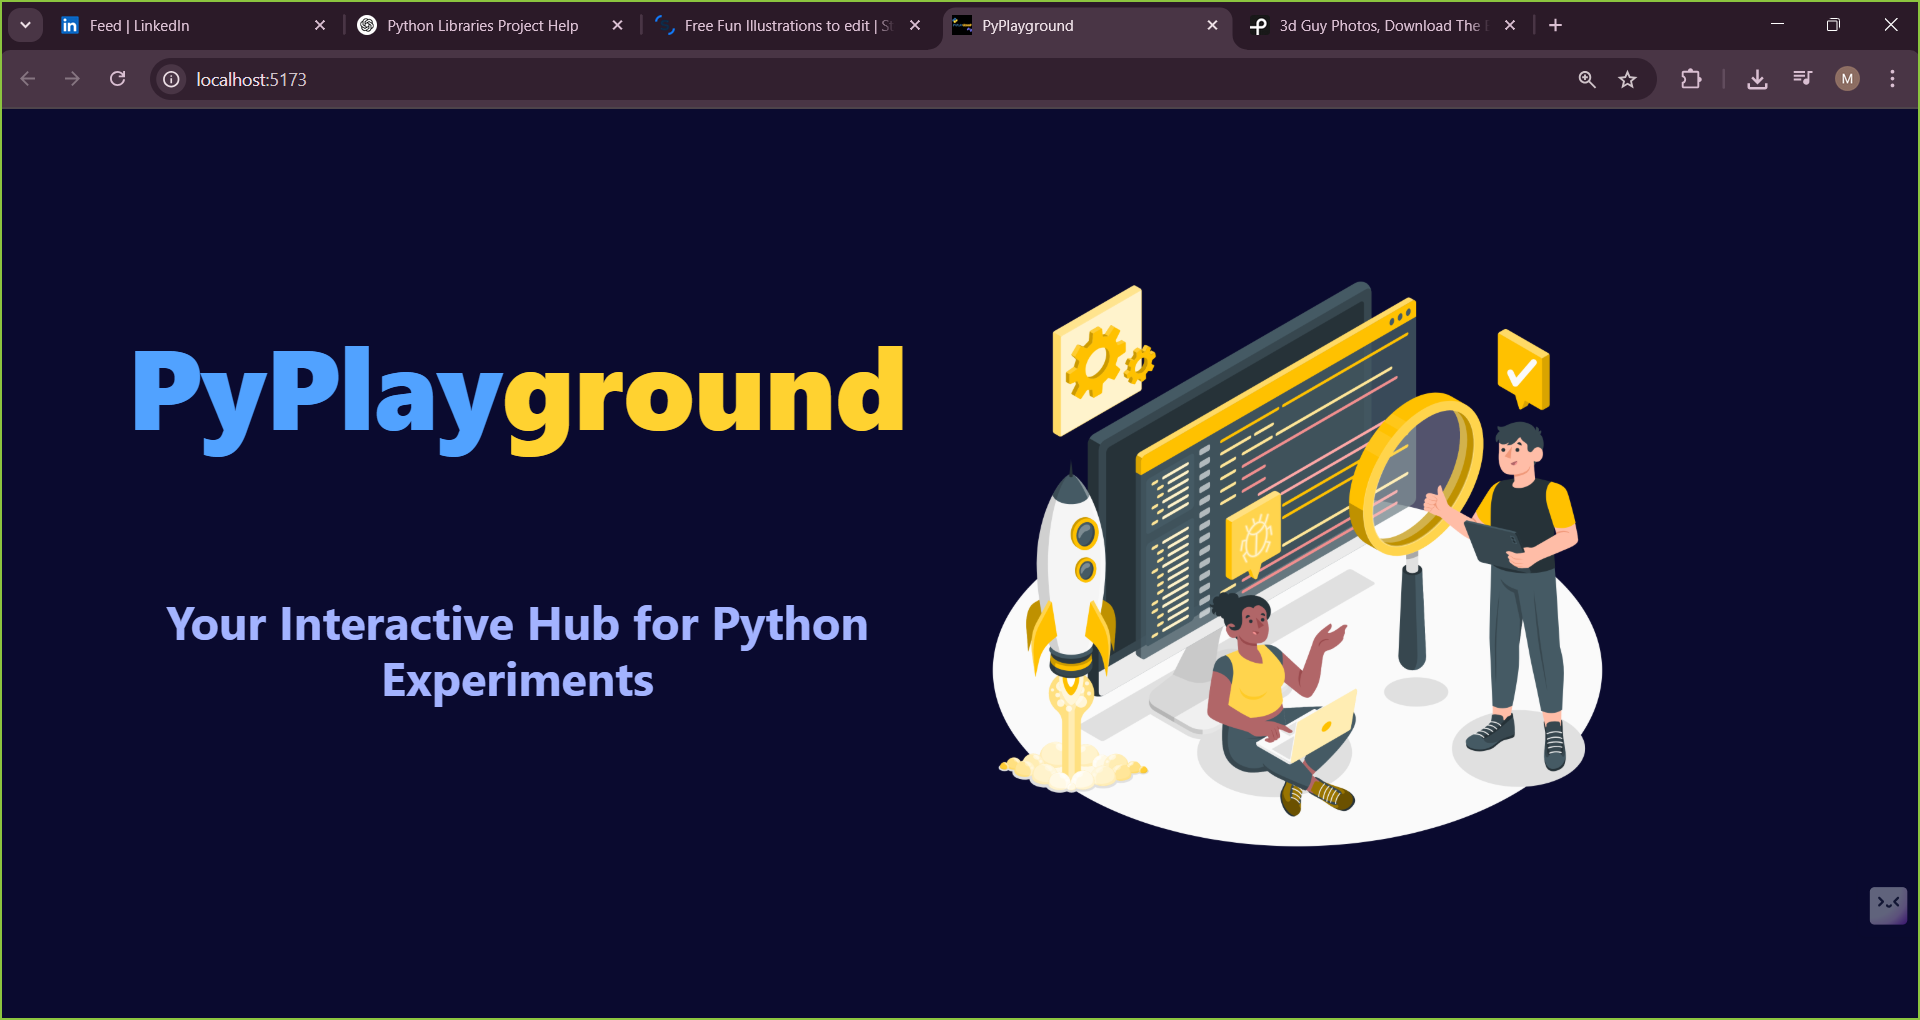 Feed | LinkedIn
Python Libraries Project Help
Free Fun Illustrations to edit | St
PyPlayground
3d Guy Photos, Download The
localhost:5173
M
PyPlayground
Your Interactive Hub for Python
Experiments